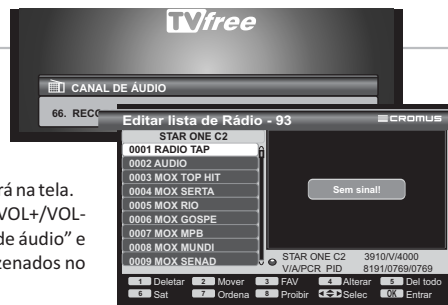 TVfree
CANAL DE ÁUDIO
66. RECO
Editar lista de Rádio - 93
CROMUS
STAR ONE C2
0001 RADIO TAP
0002 AUDIO
0003 MOX TOP HIT
0004 MOX SERTA
0005 MOX RIO
0006 MOX GOSPE
0007 MOX MPB
0008 MOX MUNDI
0009 MOX SENAD
Sem sinal!
STAR ONE C2 3910/V/4000
V/A/PCR PID 8191/0769/0769
1 Deletar 2 Mover 3 FAV 4 Alterar 5 Del todo
6 Sat 7 Ordena 8 Proibir Selec OK Entrar
rá na tela.
VOL+/VOL-
de áudio” e
zenados no